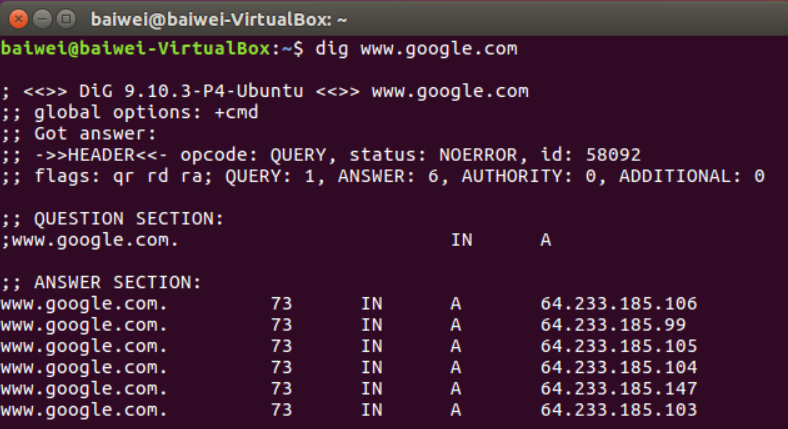 baiwei@baiwei-VirtualBox: ~
baiwei@baiwei-VirtualBox:~$ dig www.google.com
; <<>> DiG 9.10.3-P4-Ubuntu <<>> www.google.com
;; global options: +cmd
;; Got answer:
;; ->>HEADER<<- opcode: QUERY, status: NOERROR, id: 58092
;; flags: qr rd ra; QUERY: 1, ANSWER: 6, AUTHORITY: 0, ADDITIONAL: 0
;; QUESTION SECTION:
;www.google.com. IN A
;; ANSWER SECTION:
www.google.com. 73 IN A 64.233.185.106
www.google.com. 73 IN A 64.233.185.99
www.google.com. 73 IN A 64.233.185.105
www.google.com. 73 IN A 64.233.185.104
www.google.com. 73 IN A 64.233.185.147
www.google.com. 73 IN A 64.233.185.103